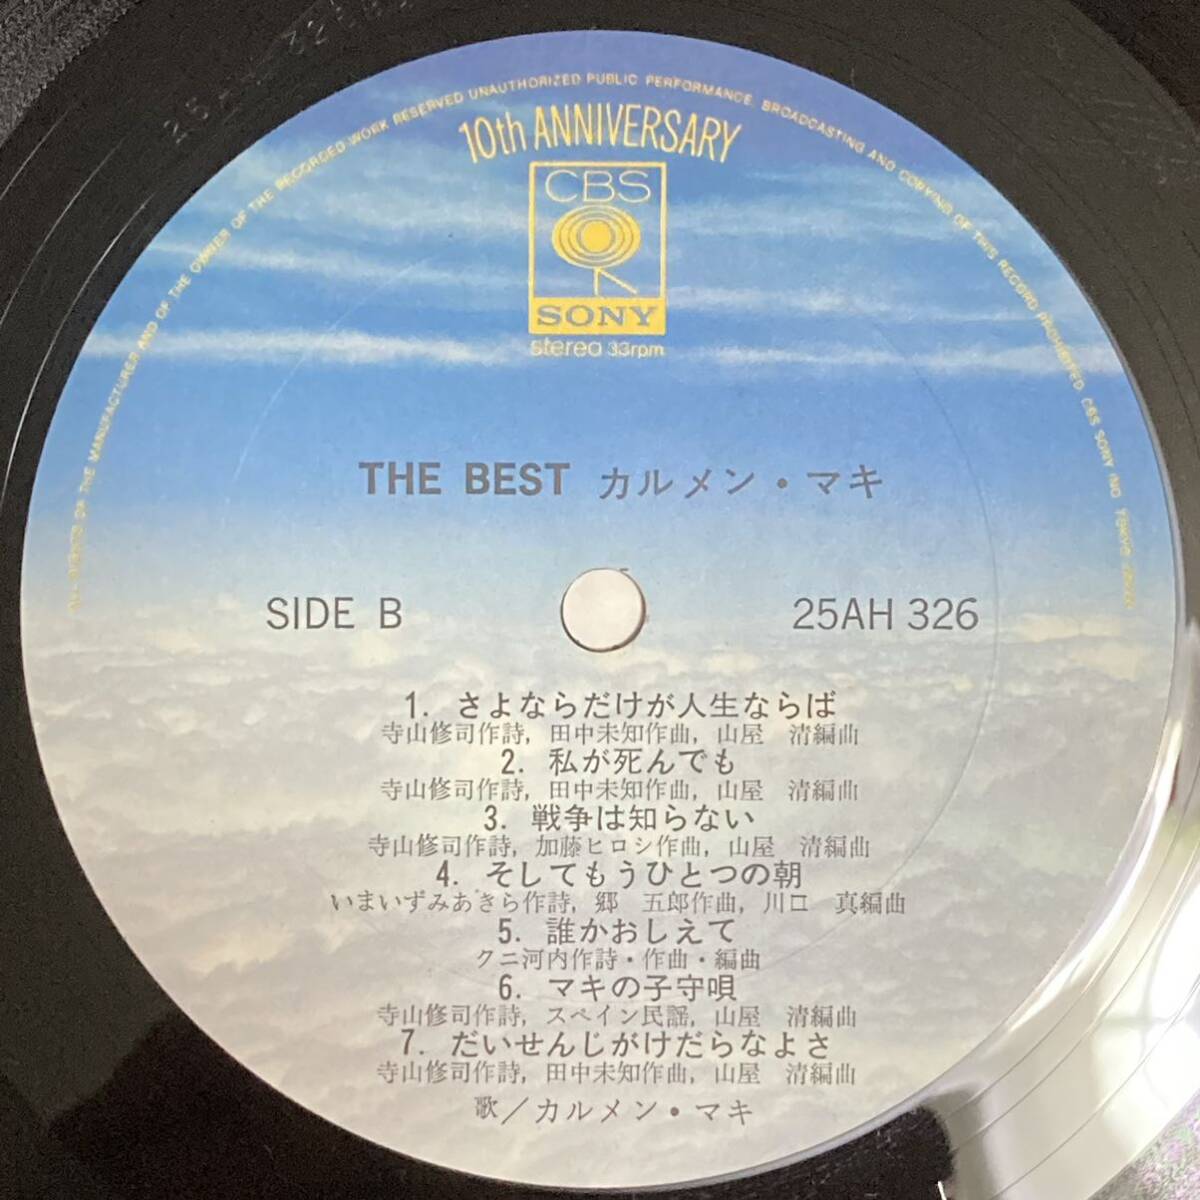 ALL RIGHTS OF THE MANUFACTURER AND OF THE OWNER OF THE RECORDED WORK RESERVED UNAUTHORIZED PUBLIC PERFORMANCE BROADCASTING AND COPYING OF THIS RECORD PROHIBITED CBS SONY INC TOKYO
10th ANNIVERSARY
CBS
SONY
stereo 33rpm
THE BEST カルメン・マキ
SIDE B
25AH 326
1. さよならだけが人生ならば
寺山修司作詩, 田中未知作曲, 山屋 清編曲
2. 私が死んでも
寺山修司作詩, 田中未知作曲, 山屋 清編曲
3. 戦争は知らない
寺山修司作詩, 加藤ヒロシ作曲, 山屋 清編曲
4. そしてもうひとつの朝
いまいずみあきら作詩, 郷 五郎作曲, 川口 真編曲
5. 誰かおしえて
クニ河内作詩・作曲・編曲
6. マキの子守唄
寺山修司作詩, スペイン民謡, 山屋 清編曲
7. だいせんじがけだらなよさ
寺山修司作詩, 田中未知作曲, 山屋 清編曲
歌／カルメン・マキ